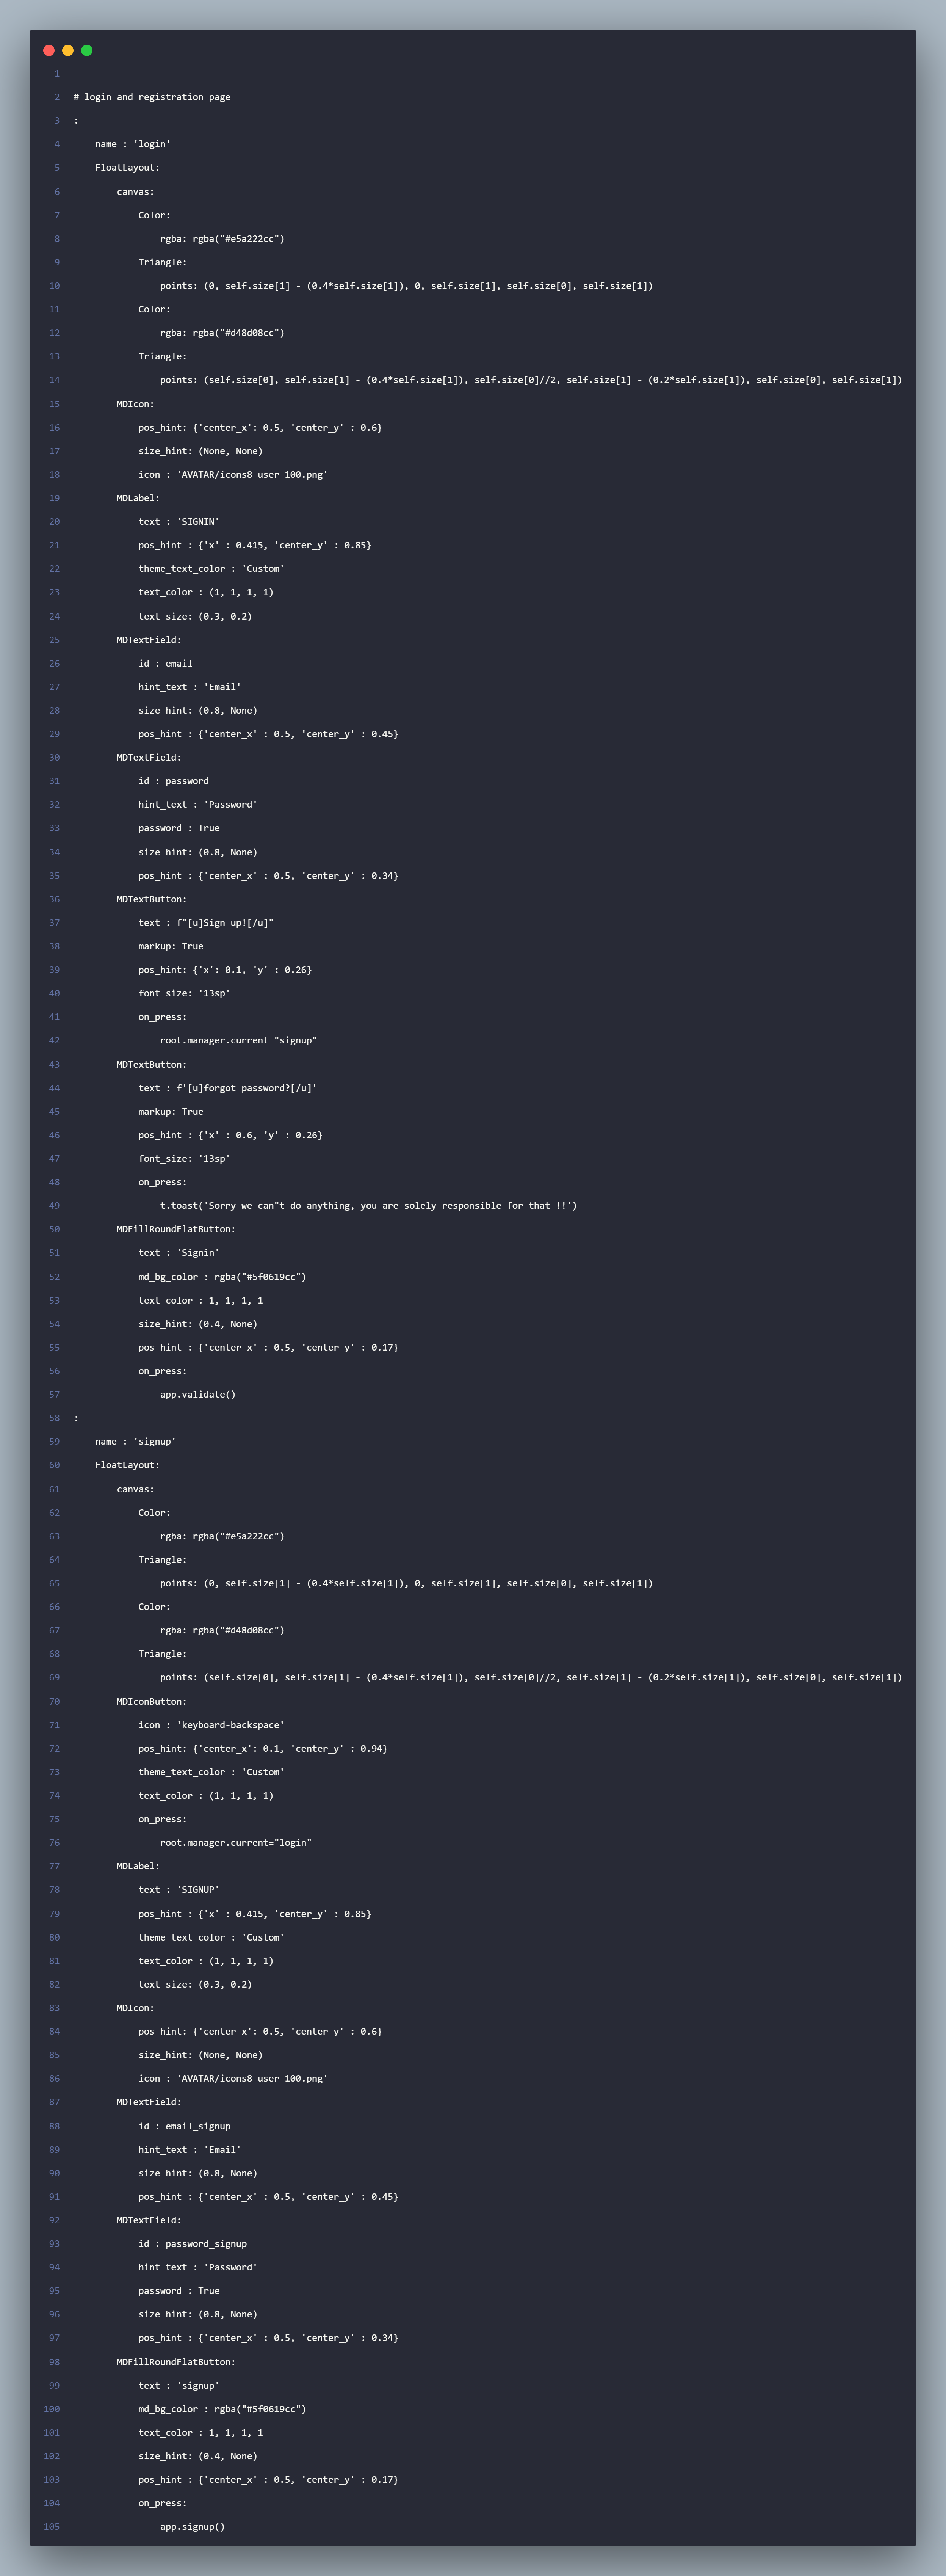 1
2 # login and registration page
3 :
4     name : 'login'
5     FloatLayout:
6         canvas:
7             Color:
8                 rgba: rgba("#e5a222cc")
9             Triangle:
10                 points: (0, self.size[1] - (0.4*self.size[1]), 0, self.size[1], self.size[0], self.size[1])
11             Color:
12                 rgba: rgba("#d48d08cc")
13             Triangle:
14                 points: (self.size[0], self.size[1] - (0.4*self.size[1]), self.size[0]//2, self.size[1] - (0.2*self.size[1]), self.size[0], self.size[1])
15         MDIcon:
16             pos_hint: {'center_x': 0.5, 'center_y' : 0.6}
17             size_hint: (None, None)
18             icon : 'AVATAR/icons8-user-100.png'
19         MDLabel:
20             text : 'SIGNIN'
21             pos_hint : {'x' : 0.415, 'center_y' : 0.85}
22             theme_text_color : 'Custom'
23             text_color : (1, 1, 1, 1)
24             text_size: (0.3, 0.2)
25         MDTextField:
26             id : email
27             hint_text : 'Email'
28             size_hint: (0.8, None)
29             pos_hint : {'center_x' : 0.5, 'center_y' : 0.45}
30         MDTextField:
31             id : password
32             hint_text : 'Password'
33             password : True
34             size_hint: (0.8, None)
35             pos_hint : {'center_x' : 0.5, 'center_y' : 0.34}
36         MDTextButton:
37             text : f"[u]Sign up![/u]"
38             markup: True
39             pos_hint: {'x': 0.1, 'y' : 0.26}
40             font_size: '13sp'
41             on_press:
42                 root.manager.current="signup"
43         MDTextButton:
44             text : f'[u]forgot password?[/u]'
45             markup: True
46             pos_hint : {'x' : 0.6, 'y' : 0.26}
47             font_size: '13sp'
48             on_press:
49                 t.toast('Sorry we can"t do anything, you are solely responsible for that !!')
50         MDFillRoundFlatButton:
51             text : 'Signin'
52             md_bg_color : rgba("#5f0619cc")
53             text_color : 1, 1, 1, 1
54             size_hint: (0.4, None)
55             pos_hint : {'center_x' : 0.5, 'center_y' : 0.17}
56             on_press:
57                 app.validate()
58 :
59     name : 'signup'
60     FloatLayout:
61         canvas:
62             Color:
63                 rgba: rgba("#e5a222cc")
64             Triangle:
65                 points: (0, self.size[1] - (0.4*self.size[1]), 0, self.size[1], self.size[0], self.size[1])
66             Color:
67                 rgba: rgba("#d48d08cc")
68             Triangle:
69                 points: (self.size[0], self.size[1] - (0.4*self.size[1]), self.size[0]//2, self.size[1] - (0.2*self.size[1]), self.size[0], self.size[1])
70         MDIconButton:
71             icon : 'keyboard-backspace'
72             pos_hint: {'center_x': 0.1, 'center_y' : 0.94}
73             theme_text_color : 'Custom'
74             text_color : (1, 1, 1, 1)
75             on_press:
76                 root.manager.current="login"
77         MDLabel:
78             text : 'SIGNUP'
79             pos_hint : {'x' : 0.415, 'center_y' : 0.85}
80             theme_text_color : 'Custom'
81             text_color : (1, 1, 1, 1)
82             text_size: (0.3, 0.2)
83         MDIcon:
84             pos_hint: {'center_x': 0.5, 'center_y' : 0.6}
85             size_hint: (None, None)
86             icon : 'AVATAR/icons8-user-100.png'
87         MDTextField:
88             id : email_signup
89             hint_text : 'Email'
90             size_hint: (0.8, None)
91             pos_hint : {'center_x' : 0.5, 'center_y' : 0.45}
92         MDTextField:
93             id : password_signup
94             hint_text : 'Password'
95             password : True
96             size_hint: (0.8, None)
97             pos_hint : {'center_x' : 0.5, 'center_y' : 0.34}
98         MDFillRoundFlatButton:
99             text : 'signup'
100             md_bg_color : rgba("#5f0619cc")
101             text_color : 1, 1, 1, 1
102             size_hint: (0.4, None)
103             pos_hint : {'center_x' : 0.5, 'center_y' : 0.17}
104             on_press:
105                 app.signup()